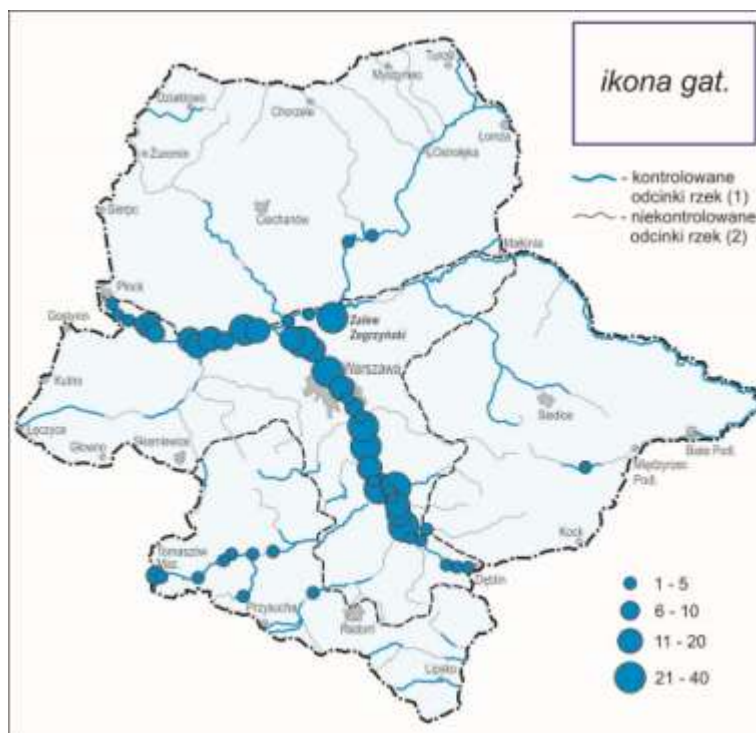 Turośl
Myszyniec
ikona gat.
Działdowo
Chorzele
Łomża
Żuromin
Ostrołęka
- kontrolowane
odcinki rzek (1)
Sierpc
Ciechanów
- niekontrolowane
odcinki rzek (2)
Małkinia
Płock
Gostynin
Zalew
Zegrzyński
Warszawa
Kutno
Siedlce
Łęczyca
Głowno
Skierniewice
Biała Podl.
Międzyrzec
Podl.
Kock
Tomaszów
Maz.
Dęblin
Przysucha
Radom
Lipsko
1 - 5
6 - 10
11 - 20
21 - 40